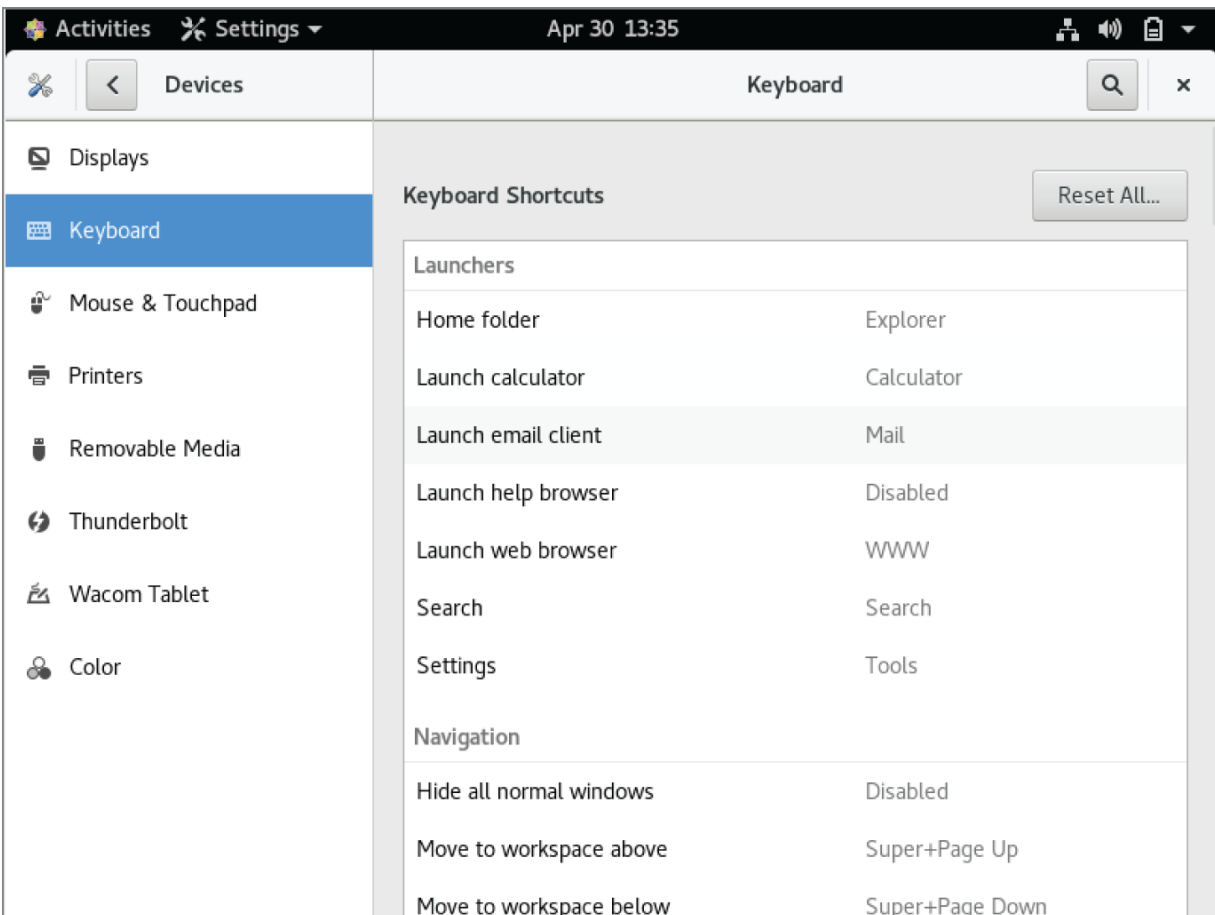 Activities Settings Apr 30 13:35
Devices Keyboard
Displays
Keyboard
Mouse & Touchpad
Printers
Removable Media
Thunderbolt
Wacom Tablet
Color
Keyboard Shortcuts Reset All...
Launchers
Home folder Explorer
Launch calculator Calculator
Launch email client Mail
Launch help browser Disabled
Launch web browser WWW
Search Search
Settings Tools
Navigation
Hide all normal windows Disabled
Move to workspace above Super+Page Up
Move to workspace below Super+Page Down